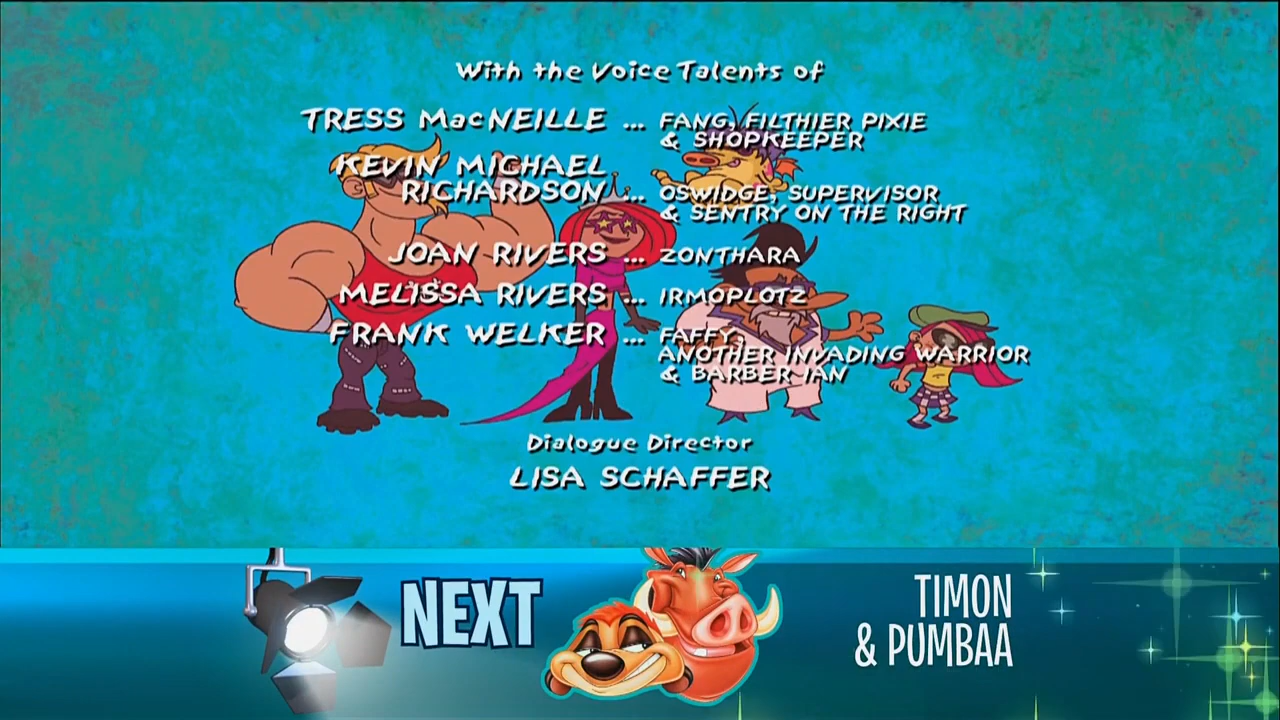 With the Voice Talents of
TRESS MacNEILLE ... FANG, FILTHIER PIXIE
& SHOPKEEPER
KEVIN MICHAEL
RICHARDSON ... OSWIDGE, SUPERVISOR
& SENTRY ON THE RIGHT
JOAN RIVERS ... ZONTHARA
MELISSA RIVERS ... IRMOPLOTZ
FRANK WELKER ... FAFFY,
ANOTHER INVADING WARRIOR
& BARBER IAN
Dialogue Director
LISA SCHAFFER
NEXT
TIMON
& PUMBAA